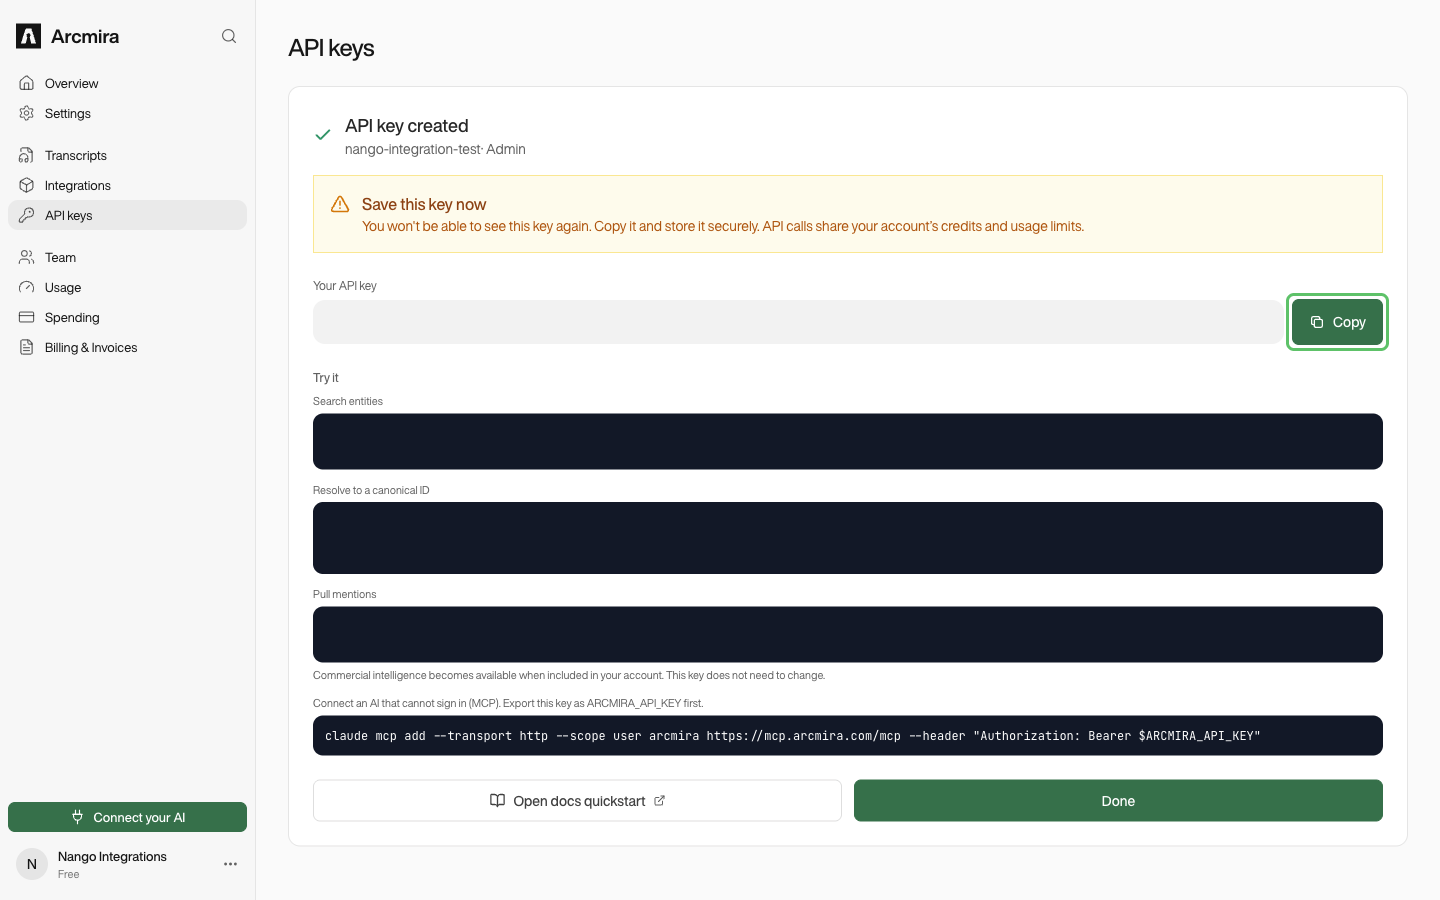 Arcmira
Overview
Settings
Transcripts
Integrations
API keys
Team
Usage
Spending
Billing & Invoices
Connect your AI
N
Nango Integrations
Free
API keys
API key created
nango-integration-test· Admin
Save this key now
You won't be able to see this key again. Copy it and store it securely. API calls share your account's credits and usage limits.
Your API key
Copy
Try it
Search entities
Resolve to a canonical ID
Pull mentions
Commercial intelligence becomes available when included in your account. This key does not need to change.
Connect an AI that cannot sign in (MCP). Export this key as ARCMIRA_API_KEY first.
claude mcp add --transport http --scope user arcmira https://mcp.arcmira.com/mcp --header "Authorization: Bearer $ARCMIRA_API_KEY"
Open docs quickstart
Done